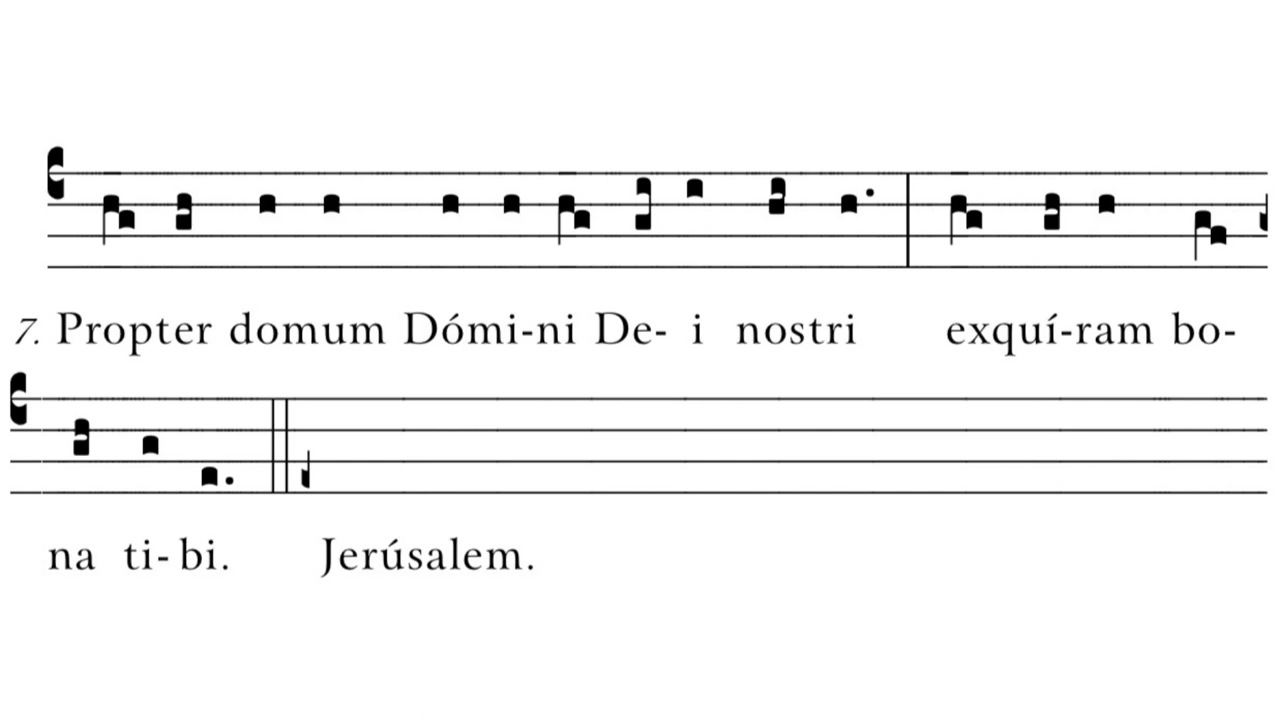 7. Propter domum Dómi-ni De- i nostri exquí-ram bo-
na ti- bi. Jerúsalem.